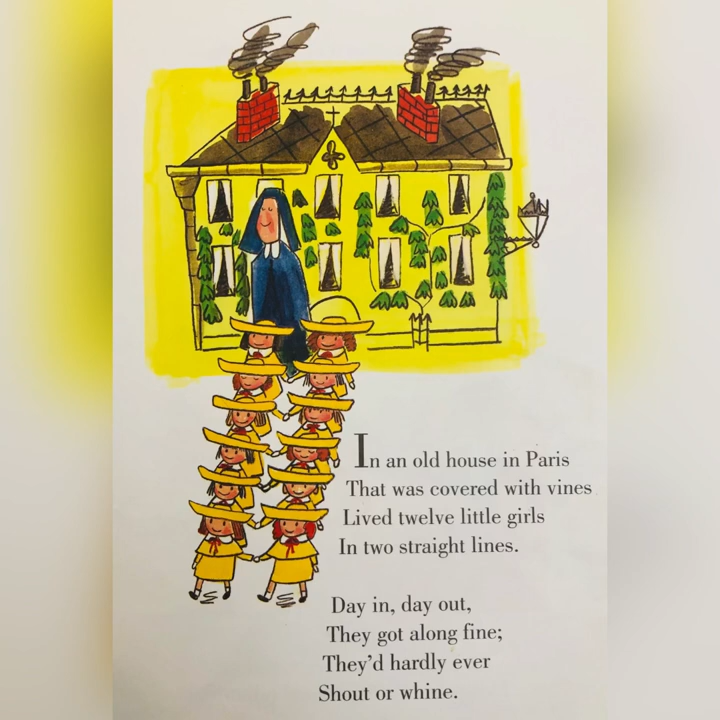 In an old house in Paris
That was covered with vines
Lived twelve little girls
In two straight lines.
Day in, day out,
They got along fine;
They'd hardly ever
Shout or whine.